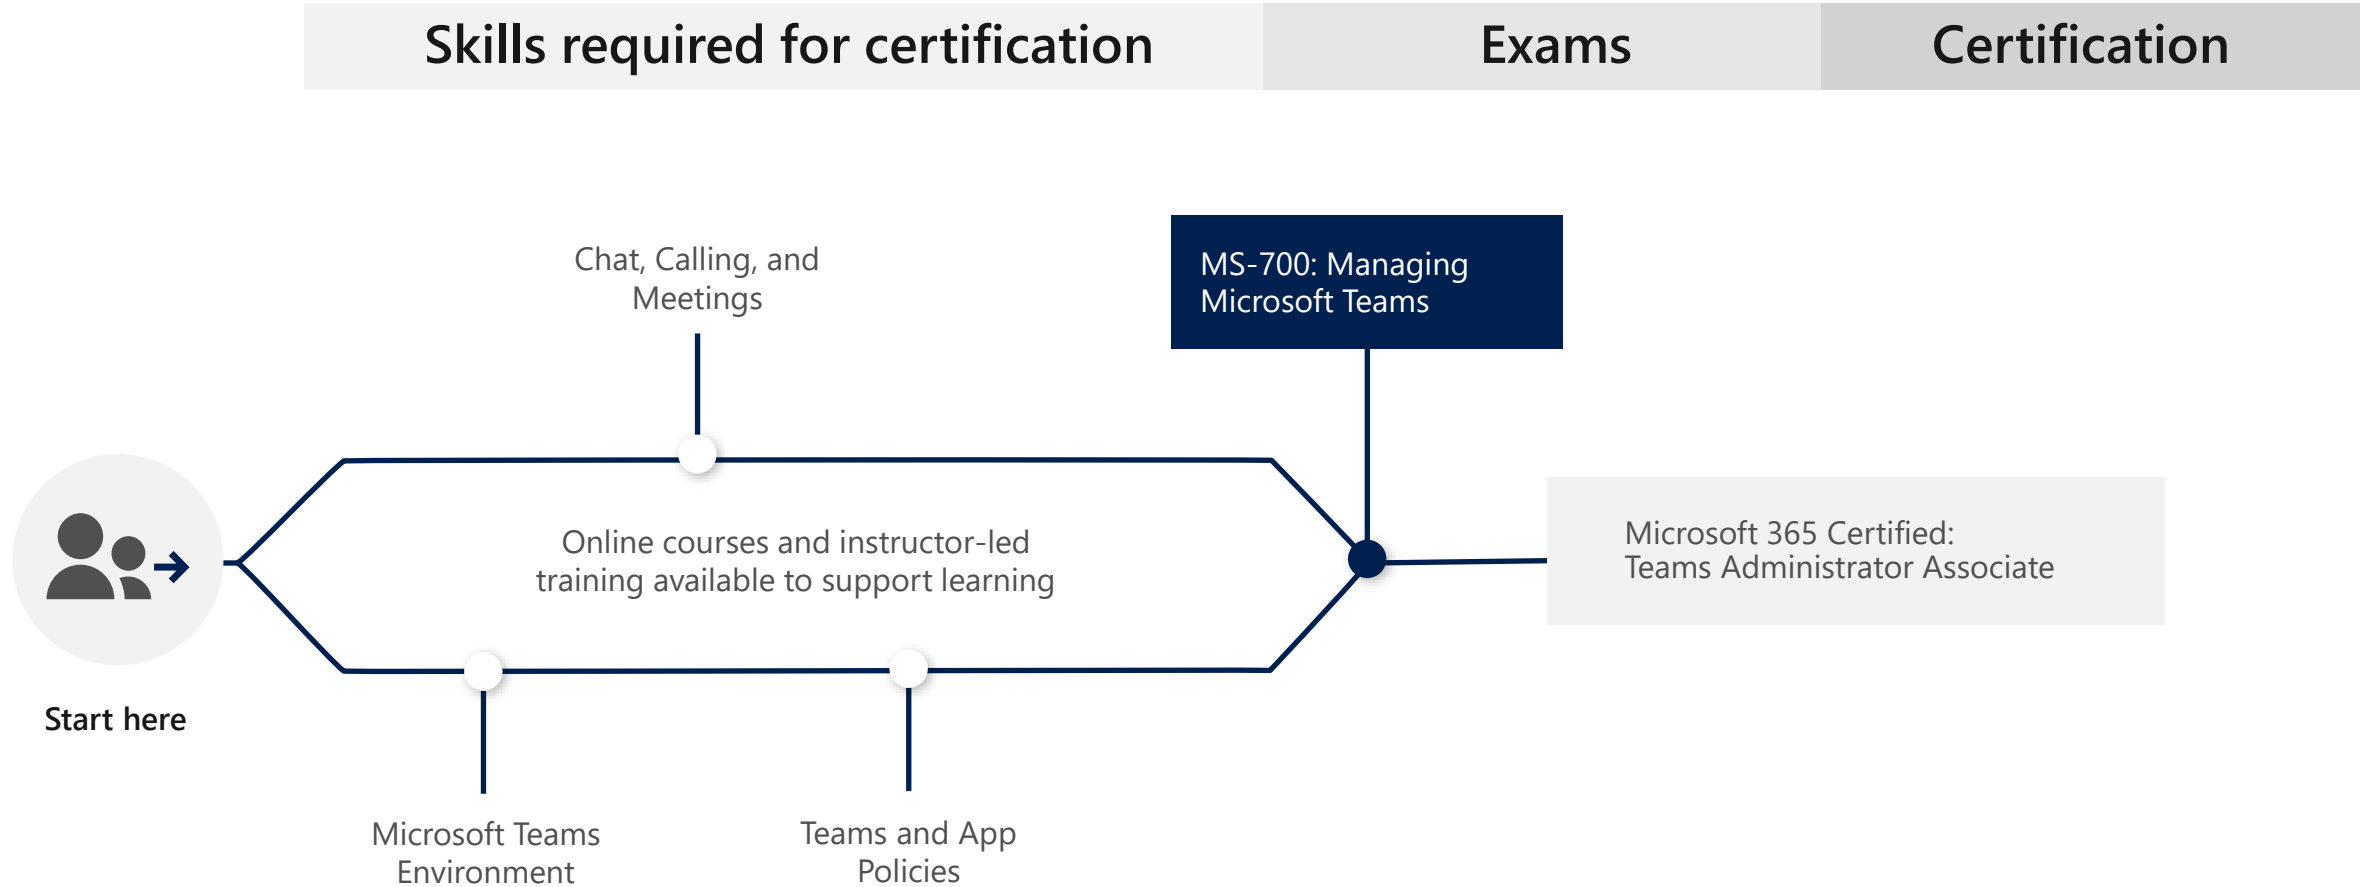 Skills required for certification
Exams
Certification
Chat, Calling, and
Meetings
MS-700: Managing
Microsoft Teams
Online courses and instructor-led
training available to support learning
Microsoft 365 Certified:
Teams Administrator Associate
Start here
Microsoft Teams
Environment
Teams and App
Policies